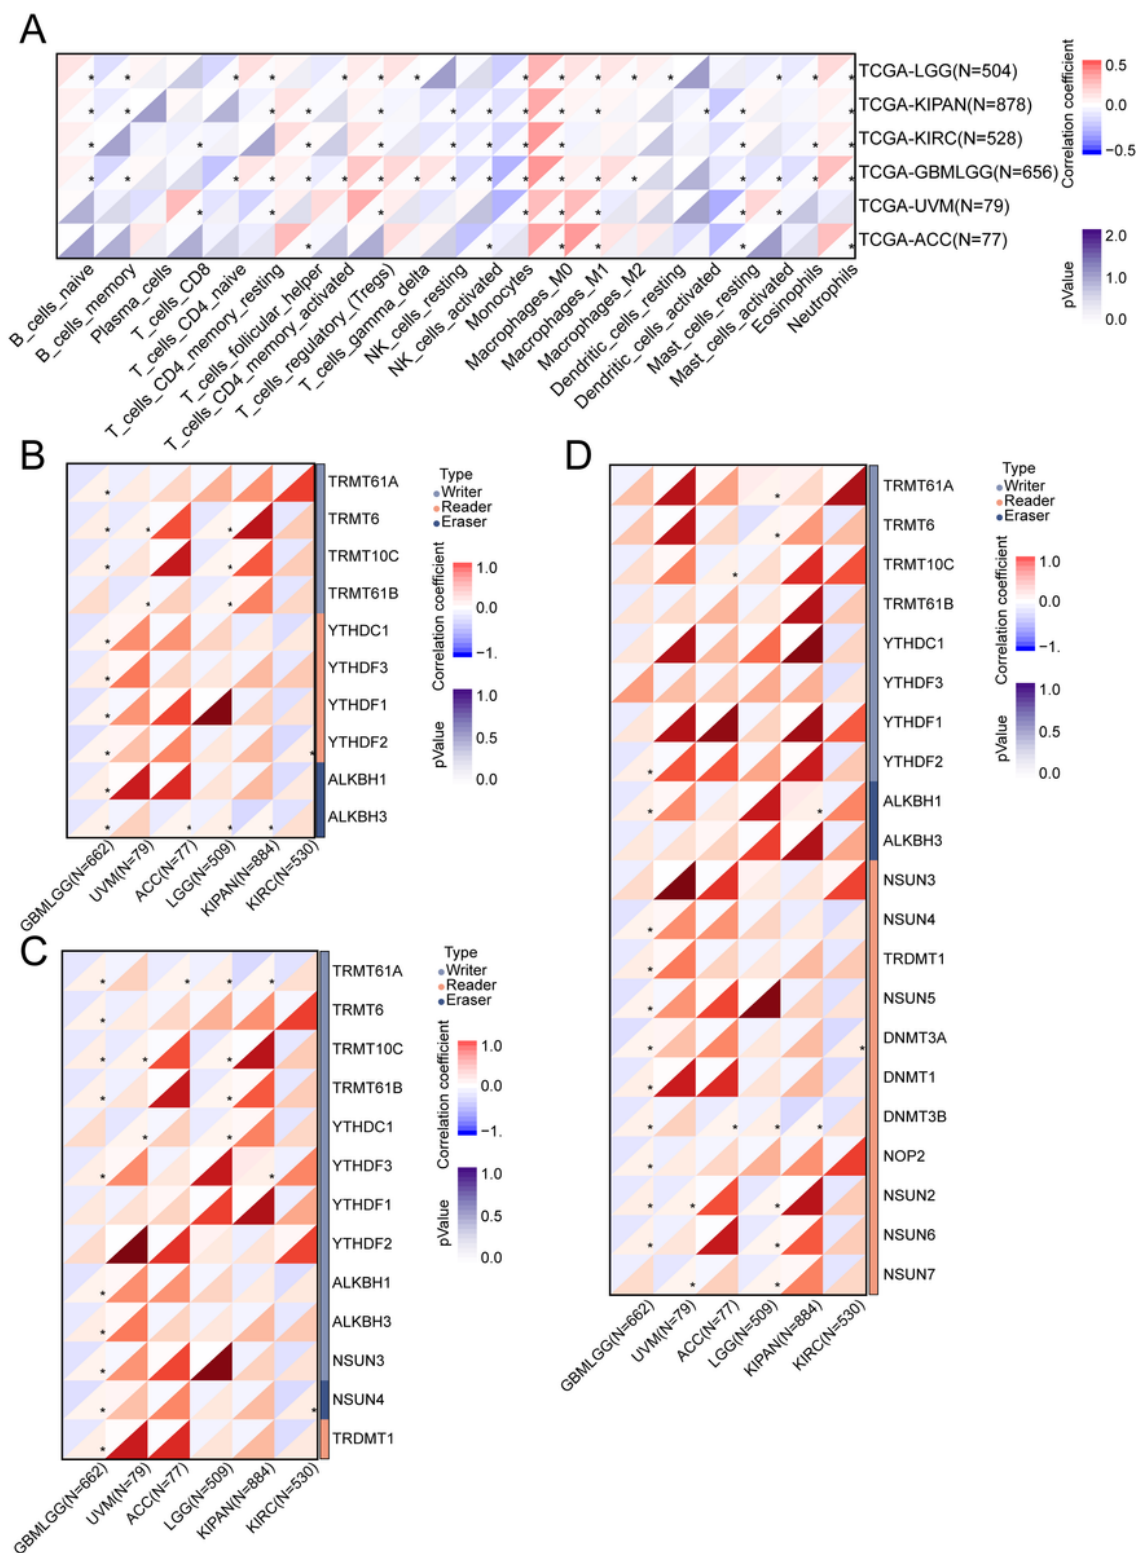 A
TCGA-LGG(N=504)
TCGA-KIPAN(N=878)
TCGA-KIRC(N=528)
TCGA-GBMLGG(N=656)
TCGA-UVM(N=79)
TCGA-ACC(N=77)
Correlation coefficient
0.5
0.0
−0.5
pValue
2.0
1.0
0.0
B_cells_naive
B_cells_memory
Plasma_cells
T_cells_CD8
T_cells_CD4_naive
T_cells_CD4_memory_resting
T_cells_follicular_helper
T_cells_CD4_memory_activated
T_cells_regulatory_(Tregs)
T_cells_gamma_delta
NK_cells_resting
NK_cells_activated
Monocytes
Macrophages_M0
Macrophages_M1
Macrophages_M2
Dendritic_cells_resting
Dendritic_cells_activated
Mast_cells_resting
Mast_cells_activated
Eosinophils
Neutrophils
B
TRMT61A
TRMT6
TRMT10C
TRMT61B
YTHDC1
YTHDF3
YTHDF1
YTHDF2
ALKBH1
ALKBH3
GBMLGG(N=662)
UVM(N=79)
ACC(N=77)
LGG(N=509)
KIPAN(N=884)
KIRC(N=530)
Type
Writer
Reader
Eraser
Correlation coefficient
1.0
0.0
−1.
pValue
1.0
0.5
0.0
C
TRMT61A
TRMT6
TRMT10C
TRMT61B
YTHDC1
YTHDF3
YTHDF1
YTHDF2
ALKBH1
ALKBH3
NSUN3
NSUN4
TRDMT1
GBMLGG(N=662)
UVM(N=79)
ACC(N=77)
LGG(N=509)
KIPAN(N=884)
KIRC(N=530)
Type
Writer
Reader
Eraser
Correlation coefficient
1.0
0.0
−1.
pValue
1.0
0.5
0.0
D
TRMT61A
TRMT6
TRMT10C
TRMT61B
YTHDC1
YTHDF3
YTHDF1
YTHDF2
ALKBH1
ALKBH3
NSUN3
NSUN4
TRDMT1
NSUN5
DNMT3A
DNMT1
DNMT3B
NOP2
NSUN2
NSUN6
NSUN7
GBMLGG(N=662)
UVM(N=79)
ACC(N=77)
LGG(N=509)
KIPAN(N=884)
KIRC(N=530)
Type
Writer
Reader
Eraser
Correlation coefficient
1.0
0.0
−1.
pValue
1.0
0.5
0.0